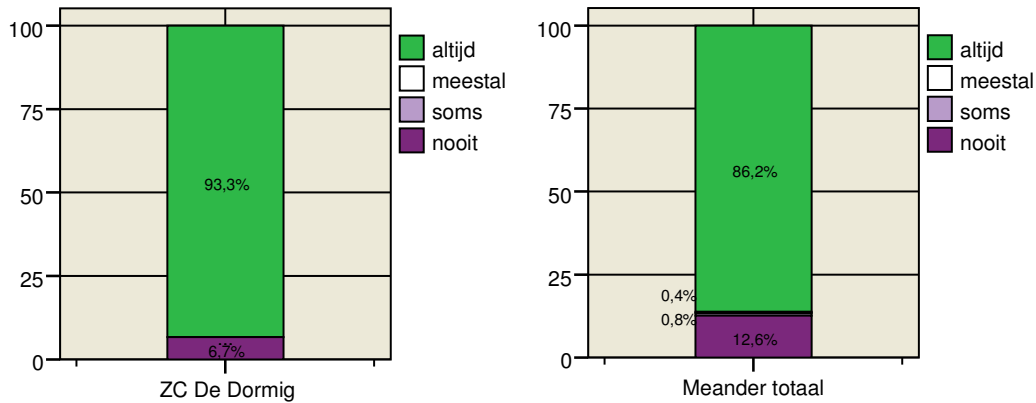 100
75
50
25
0
93,3%
6,7%
ZC De Dormig
altijd
meestal
soms
nooit
100
75
50
25
0
86,2%
0,4%
0,8%
12,6%
Meander totaal
altijd
meestal
soms
nooit